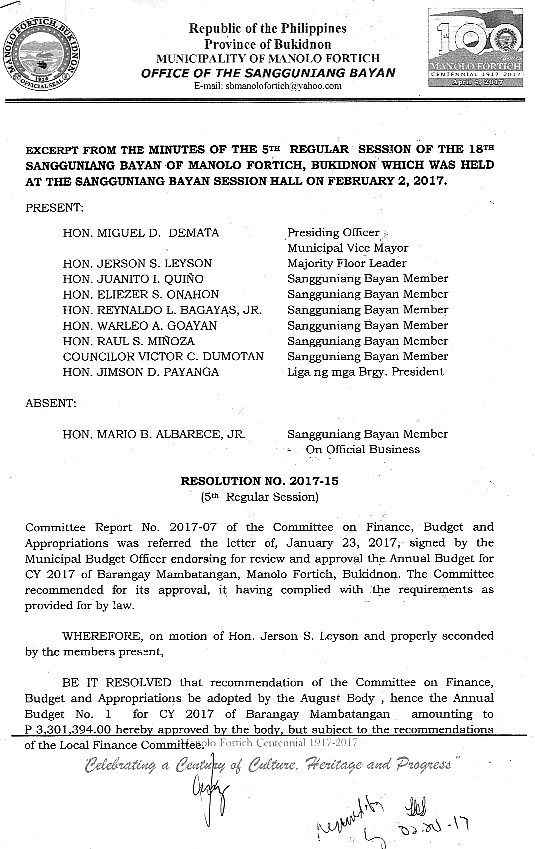 MANOLO FORTICH, BUKIDNON
OFFICIAL SEAL
Republic of the Philippines
Province of Bukidnon
MUNICIPALITY OF MANOLO FORTICH
OFFICE OF THE SANGGUNIANG BAYAN
E-mail: sbmanolofortich@yahoo.com
100
MANOLO FORTICH
CENTENNIAL 1917-2017
EXCERPT FROM THE MINUTES OF THE 5TH REGULAR SESSION OF THE 18TH
SANGGUNIANG BAYAN OF MANOLO FORTICH, BUKIDNON WHICH WAS HELD
AT THE SANGGUNIANG BAYAN SESSION HALL ON FEBRUARY 2, 2017.
PRESENT:
HON. MIGUEL D. DEMATA Presiding Officer
Municipal Vice Mayor
HON. JERSON S. LEYSON Majority Floor Leader
HON. JUANITO I. QUIÑO Sangguniang Bayan Member
HON. ELIEZER S. ONAHON Sangguniang Bayan Member
HON. REYNALDO L. BAGAYAS, JR. Sangguniang Bayan Member
HON. WARLEO A. GOAYAN Sangguniang Bayan Member
HON. RAUL S. MIÑOZA Sangguniang Bayan Member
COUNCILOR VICTOR C. DUMOTAN Sangguniang Bayan Member
HON. JIMSON D. PAYANGA Liga ng mga Brgy. President
ABSENT:
HON. MARIO B. ALBARECE, JR. Sangguniang Bayan Member
- On Official Business
RESOLUTION NO. 2017-15
(5th Regular Session)
Committee Report No. 2017-07 of the Committee on Finance, Budget and
Appropriations was referred the letter of, January 23, 2017, signed by the
Municipal Budget Officer endorsing for review and approval the Annual Budget for
CY 2017 of Barangay Mambatangan, Manolo Fortich, Bukidnon. The Committee
recommended for its approval, it having complied with the requirements as
provided for by law.
WHEREFORE, on motion of Hon. Jerson S. Leyson and properly seconded
by the members present,
BE IT RESOLVED that recommendation of the Committee on Finance,
Budget and Appropriations be adopted by the August Body , hence the Annual
Budget No. 1 for CY 2017 of Barangay Mambatangan amounting to
P 3,301,394.00 hereby approved by the body, but subject to the recommendations
of the Local Finance Committee. Fortich Centennial 1917-2017
"Celebrating a Century of Culture, Heritage and Progress"